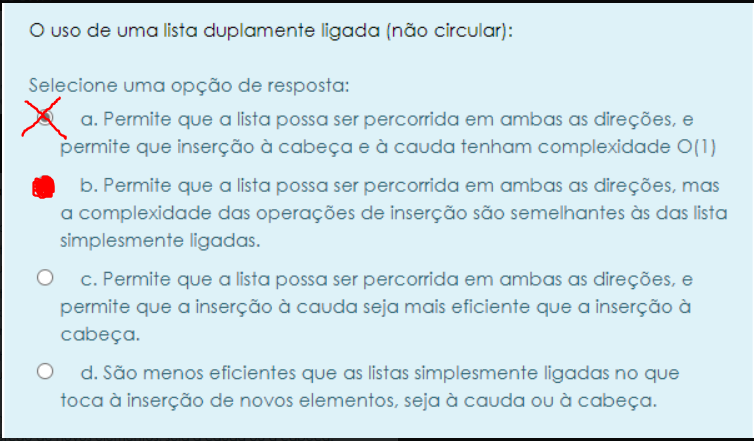 O uso de uma lista duplamente ligada (não circular):
Selecione uma opção de resposta:
a. Permite que a lista possa ser percorrida em ambas as direções, e
permite que inserção à cabeça e à cauda tenham complexidade O(1)
b. Permite que a lista possa ser percorrida em ambas as direções, mas
a complexidade das operações de inserção são semelhantes às das lista
simplesmente ligadas.
c. Permite que a lista possa ser percorrida em ambas as direções, e
permite que a inserção à cauda seja mais eficiente que a inserção à
cabeça.
d. São menos eficientes que as listas simplesmente ligadas no que
toca à inserção de novos elementos, seja à cauda ou à cabeça.